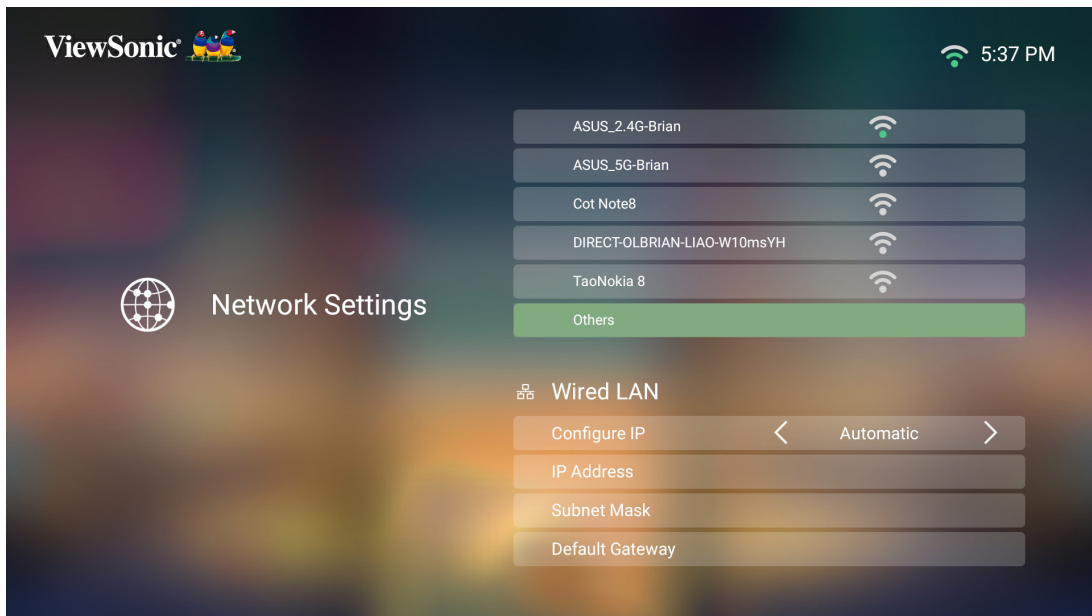 ViewSonic®
5:37 PM
ASUS_2.4G-Brian
ASUS_5G-Brian
Cot Note8
DIRECT-OLBRIAN-LIAO-W10msYH
TaoNokia 8
Network Settings
Others
Wired LAN
Configure IP Automatic
IP Address
Subnet Mask
Default Gateway